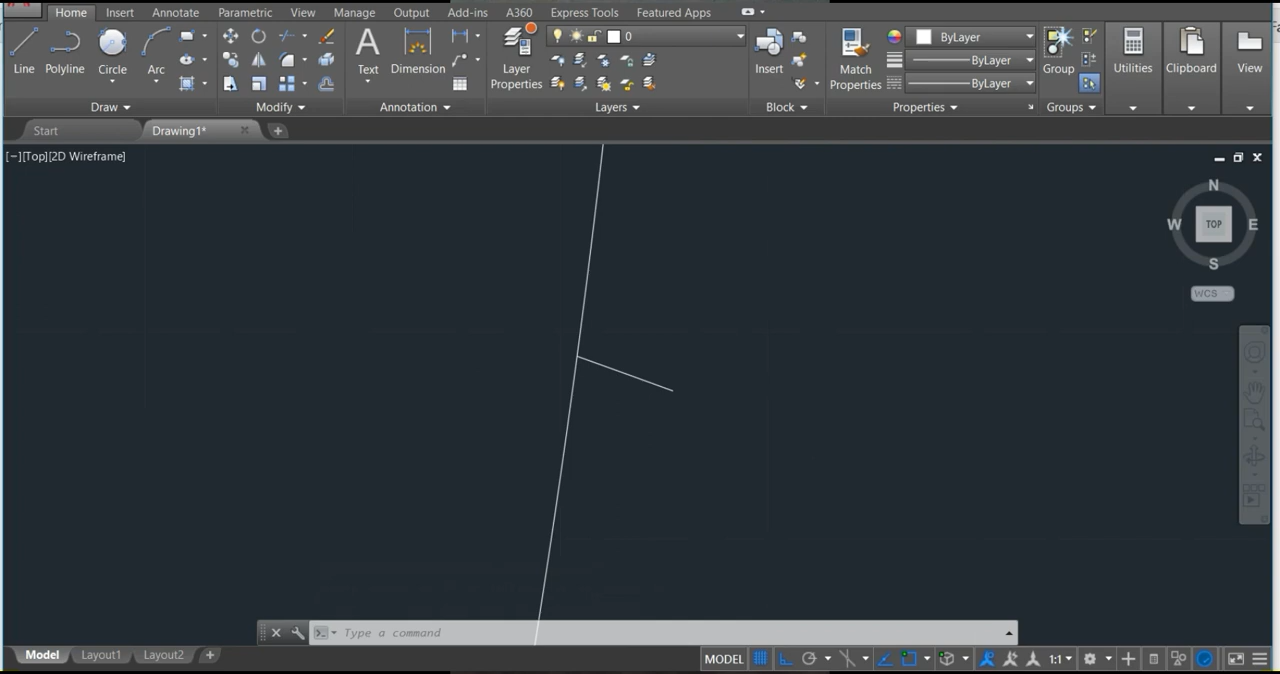 Home Insert Annotate Parametric View Manage Output Add-ins A360 Express Tools Featured Apps
Line Polyline Circle Arc Text Dimension Layer Properties 0 Insert Match Properties ByLayer ByLayer ByLayer Group Utilities Clipboard View
Draw Modify Annotation Layers Block Properties Groups
Start Drawing1*
[−][Top][2D Wireframe]
N
W TOP E
S
WCS
Type a command
Model Layout1 Layout2 MODEL 1:1